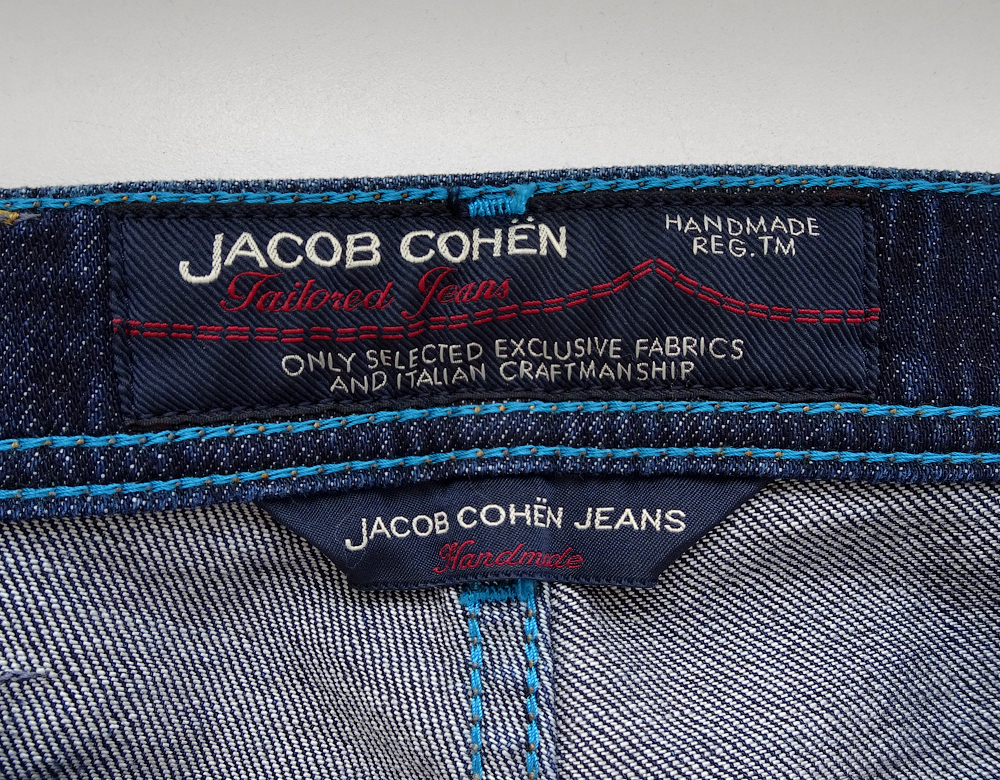 JACOB COHËN
Tailored Jeans
HANDMADE
REG.TM
ONLY SELECTED EXCLUSIVE FABRICS
AND ITALIAN CRAFTMANSHIP
JACOB COHËN JEANS
Handmade